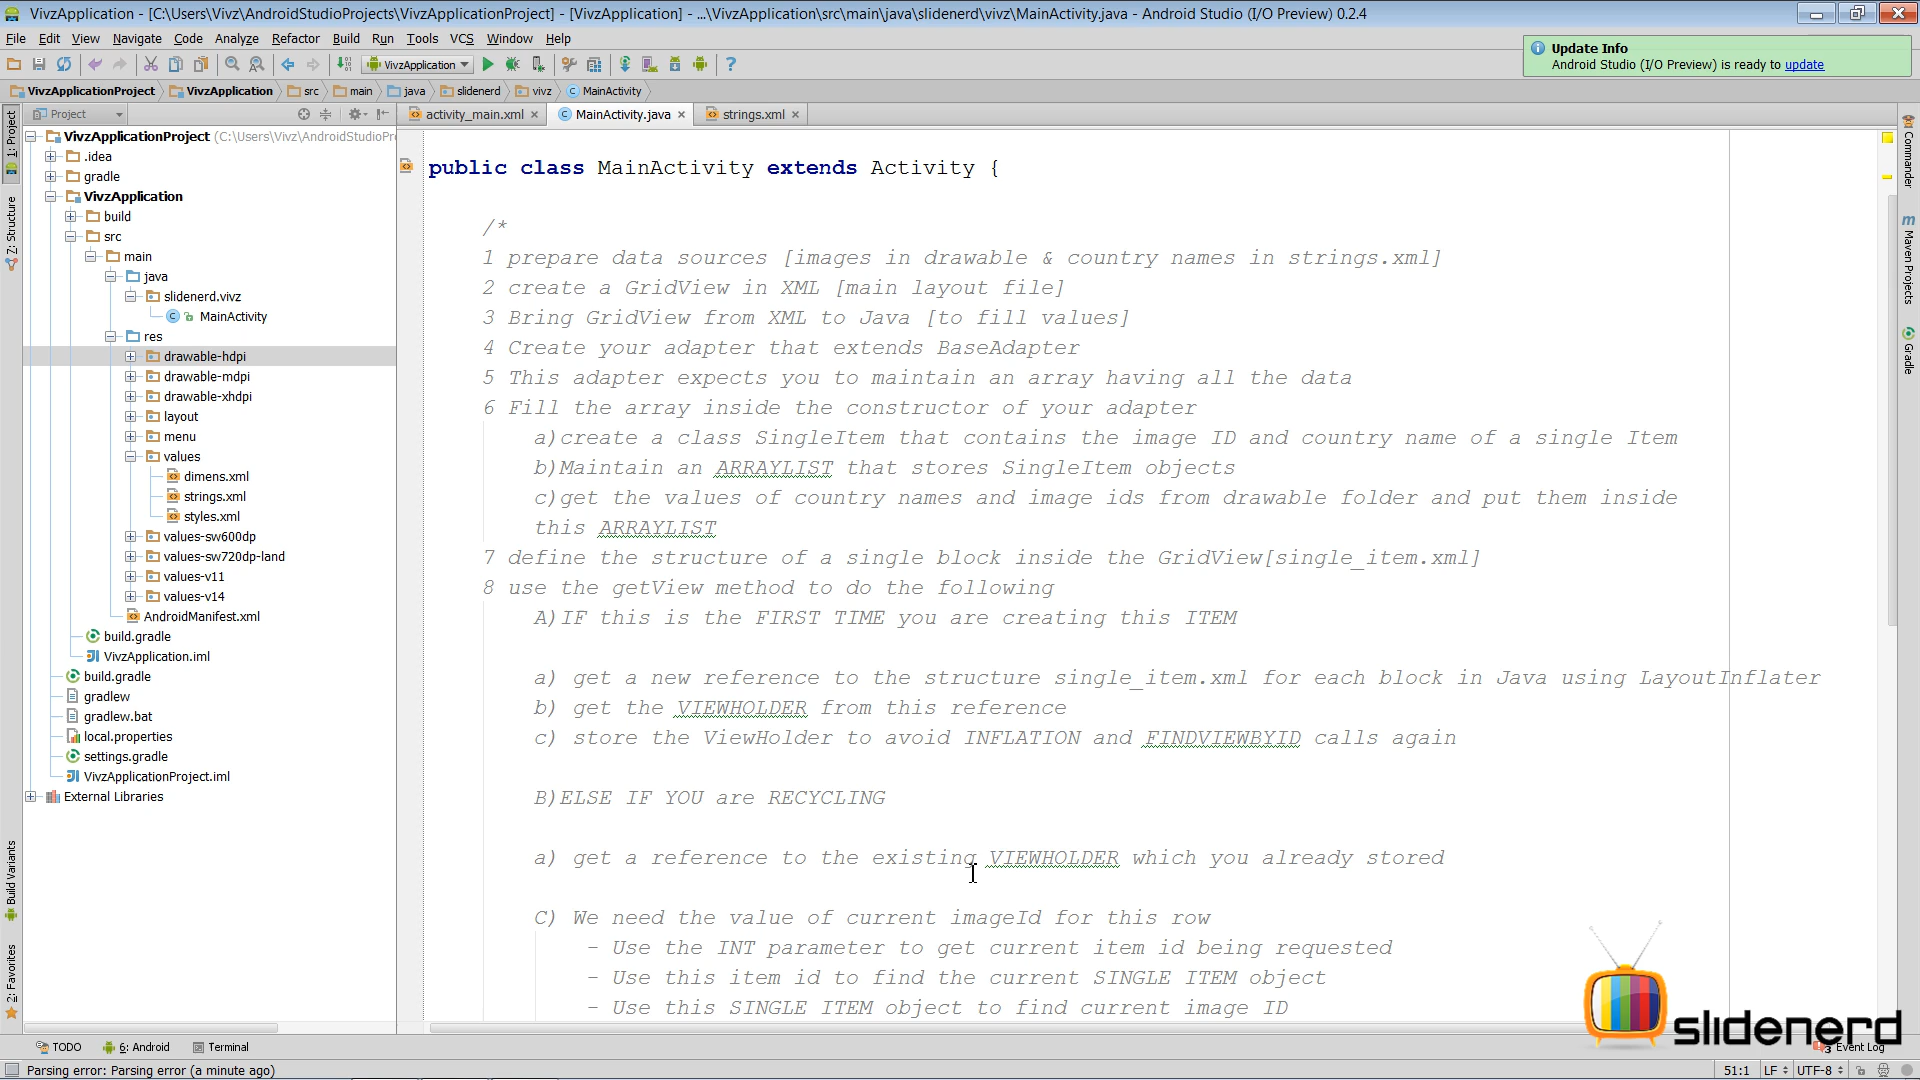 VivzApplication - [C:\Users\Vivz\AndroidStudioProjects\VivzApplicationProject] - [VivzApplication] - ...\VivzApplication\src\main\java\slidenerd\vivz\MainActivity.java - Android Studio (I/O Preview) 0.2.4
File Edit View Navigate Code Analyze Refactor Build Run Tools VCS Window Help
VivzApplication
Update Info
Android Studio (I/O Preview) is ready to update
VivzApplicationProject VivzApplication src main java slidenerd vivz MainActivity
Project
activity_main.xml MainActivity.java strings.xml
1: Project
Z: Structure
Build Variants
2: Favorites
VivzApplicationProject (C:\Users\Vivz\AndroidStudioPr
.idea
gradle
VivzApplication
build
src
main
java
slidenerd.vivz
MainActivity
res
drawable-hdpi
drawable-mdpi
drawable-xhdpi
layout
menu
values
dimens.xml
strings.xml
styles.xml
values-sw600dp
values-sw720dp-land
values-v11
values-v14
AndroidManifest.xml
build.gradle
VivzApplication.iml
build.gradle
gradlew
gradlew.bat
local.properties
settings.gradle
VivzApplicationProject.iml
External Libraries
public class MainActivity extends Activity {
/*
1 prepare data sources [images in drawable & country names in strings.xml]
2 create a GridView in XML [main layout file]
3 Bring GridView from XML to Java [to fill values]
4 Create your adapter that extends BaseAdapter
5 This adapter expects you to maintain an array having all the data
6 Fill the array inside the constructor of your adapter
a)create a class SingleItem that contains the image ID and country name of a single Item
b)Maintain an ARRAYLIST that stores SingleItem objects
c)get the values of country names and image ids from drawable folder and put them inside
this ARRAYLIST
7 define the structure of a single block inside the GridView[single_item.xml]
8 use the getView method to do the following
A)IF this is the FIRST TIME you are creating this ITEM
a) get a new reference to the structure single_item.xml for each block in Java using LayoutInflater
b) get the VIEWHOLDER from this reference
c) store the ViewHolder to avoid INFLATION and FINDVIEWBYID calls again
B)ELSE IF YOU are RECYCLING
a) get a reference to the existing VIEWHOLDER which you already stored
C) We need the value of current imageId for this row
- Use the INT parameter to get current item id being requested
- Use this item id to find the current SINGLE ITEM object
- Use this SINGLE ITEM object to find current image ID
Commander
Maven Projects
Gradle
slidenerd
TODO 6: Android Terminal
3 Event Log
Parsing error: Parsing error (a minute ago)
51:1 LF UTF-8